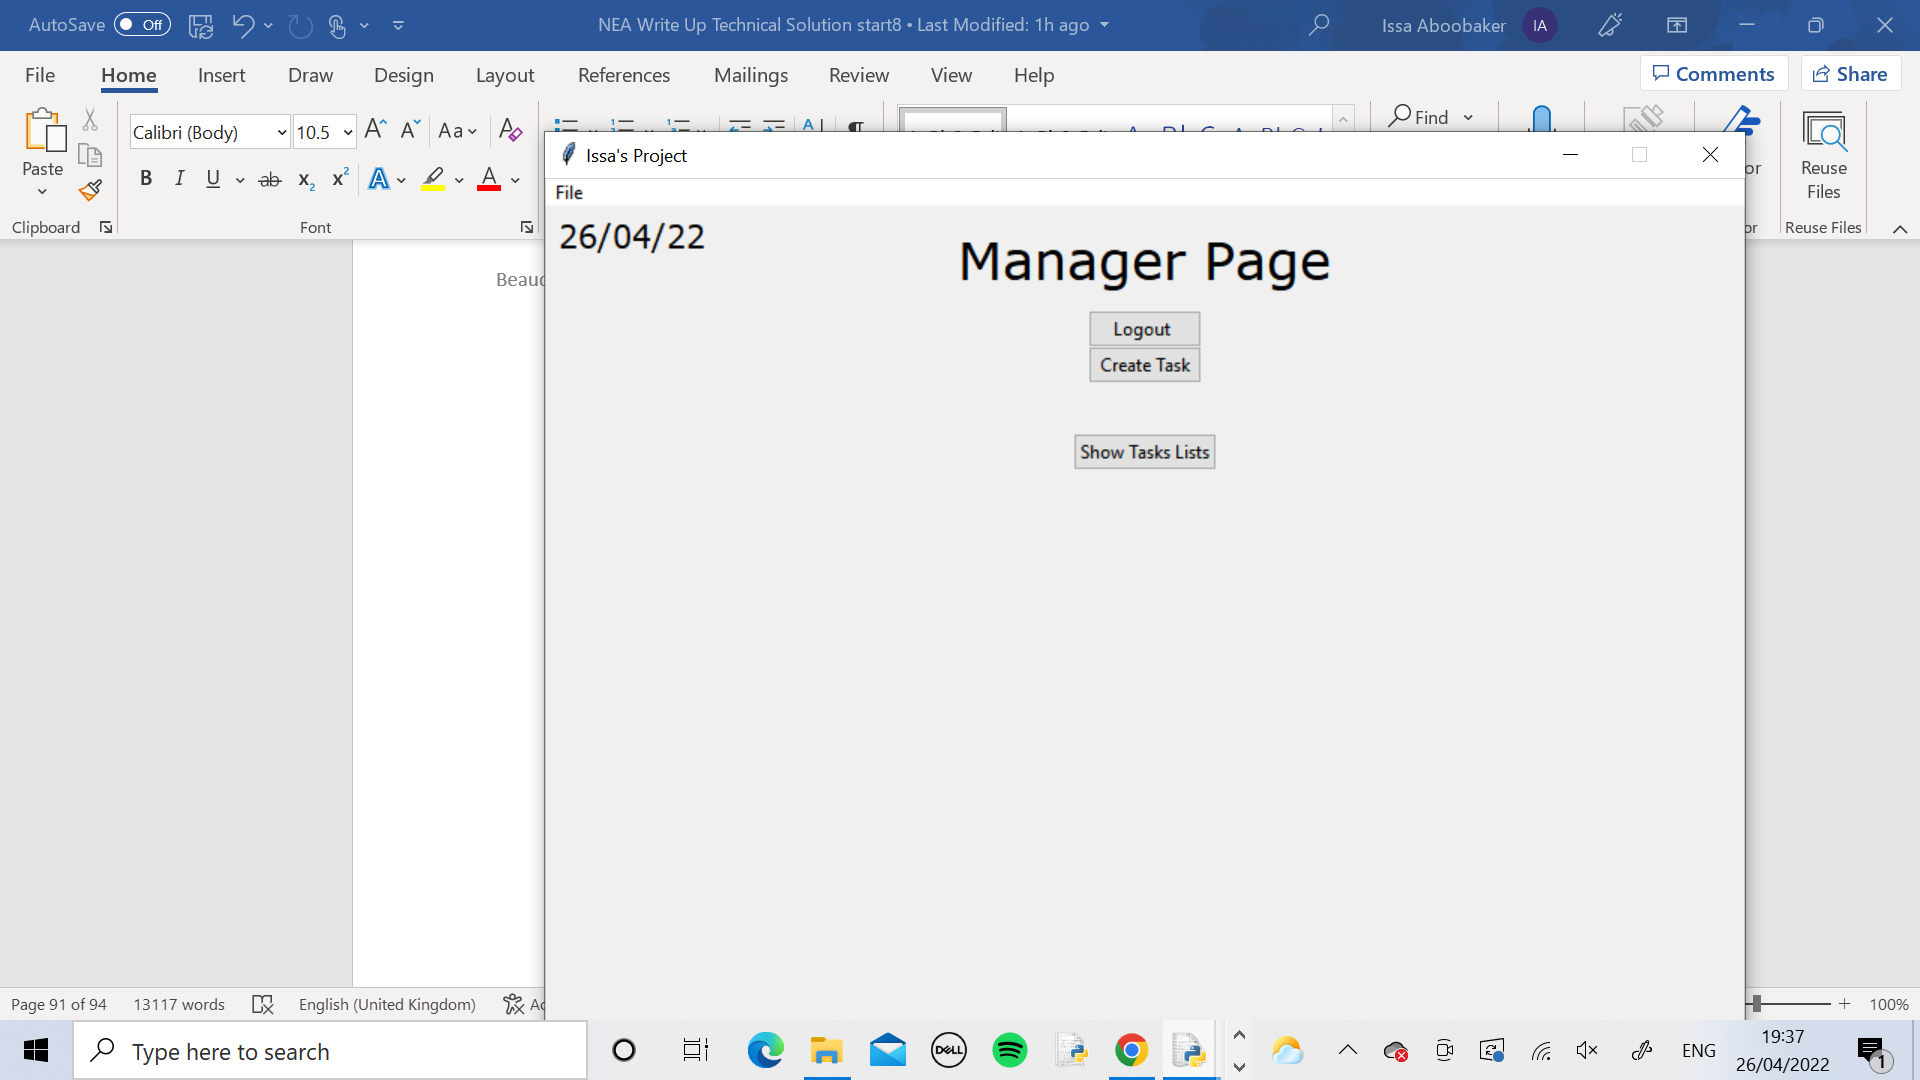 AutoSave Off
NEA Write Up Technical Solution start8 • Last Modified: 1h ago
Issa Aboobaker IA
File Home Insert Draw Design Layout References Mailings Review View Help
Comments Share
Paste
Clipboard
Calibri (Body) 10.5
Font
Find
Reuse Files
Reuse Files
Beauc
Issa's Project
File
26/04/22
Manager Page
Logout
Create Task
Show Tasks Lists
Page 91 of 94 13117 words English (United Kingdom)
100%
Type here to search
DELL
ENG
19:37
26/04/2022
1